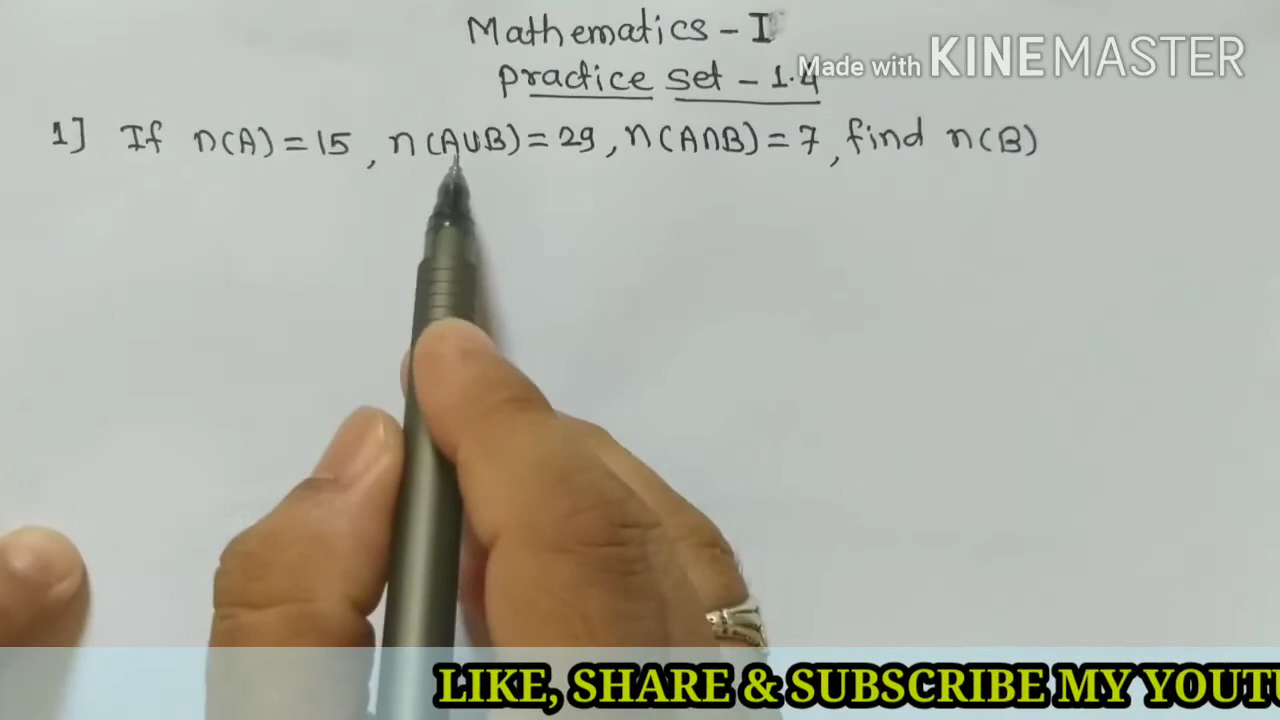 Mathematics - I
Made with KINEMASTER
practice set - 1.4
1] If n(A) = 15, n(A∪B) = 29, n(A∩B) = 7, find n(B)
LIKE, SHARE & SUBSCRIBE MY YOUTU